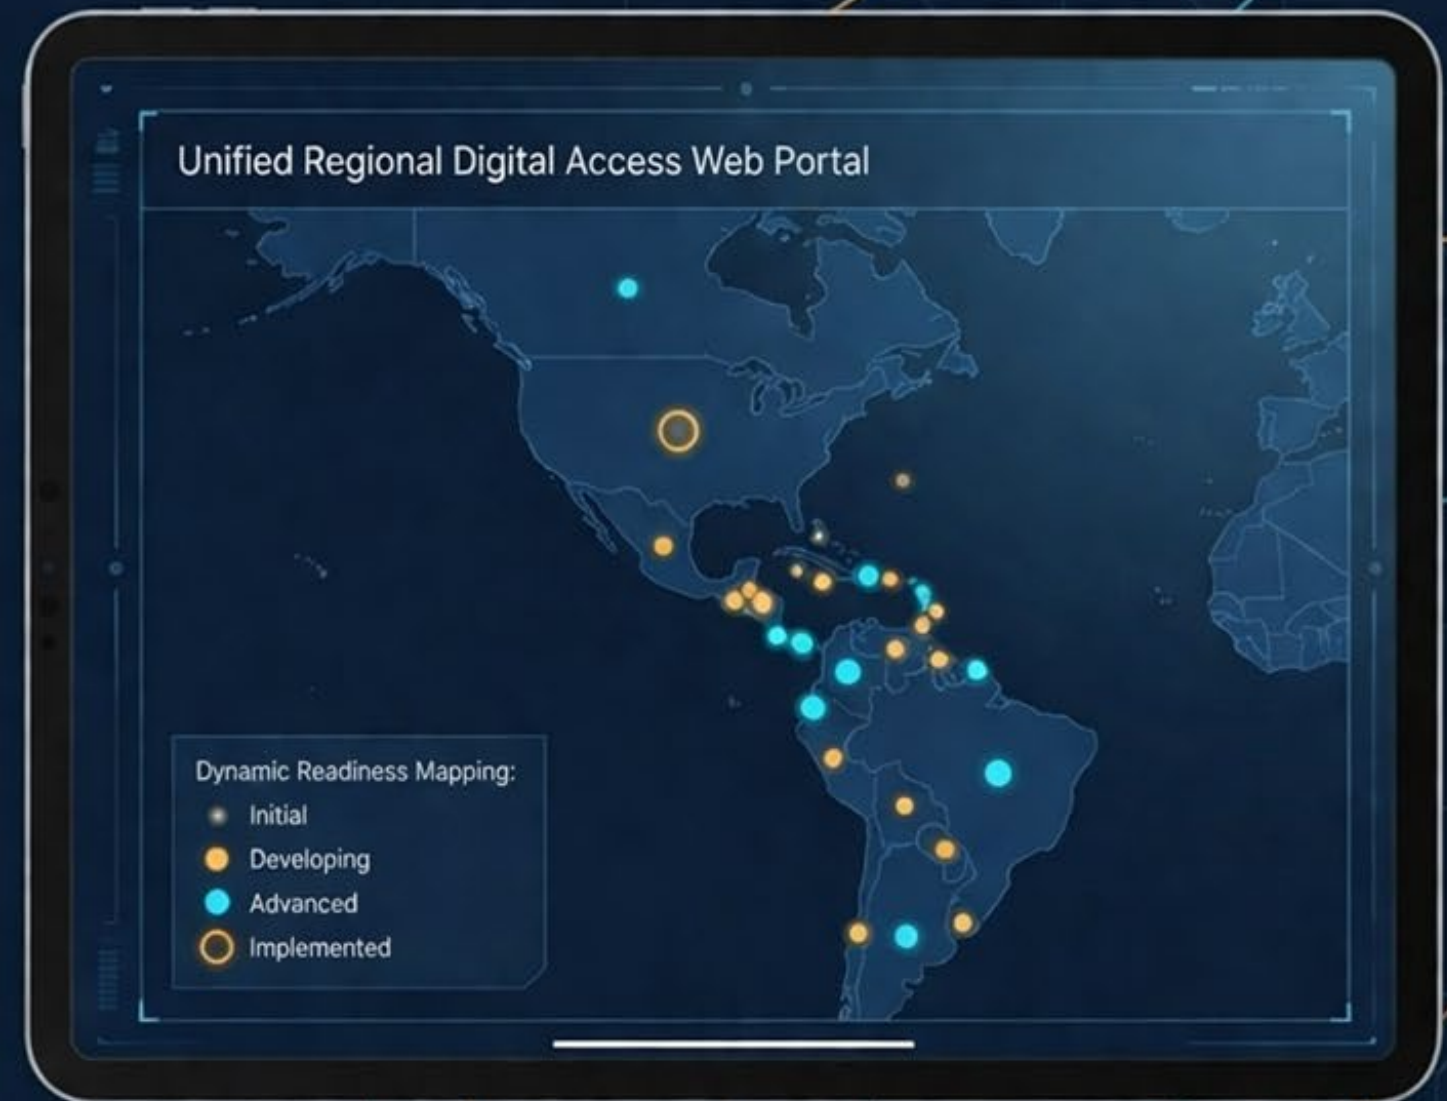 Unified Regional Digital Access Web Portal
Dynamic Readiness Mapping:
Initial
Developing
Advanced
Implemented